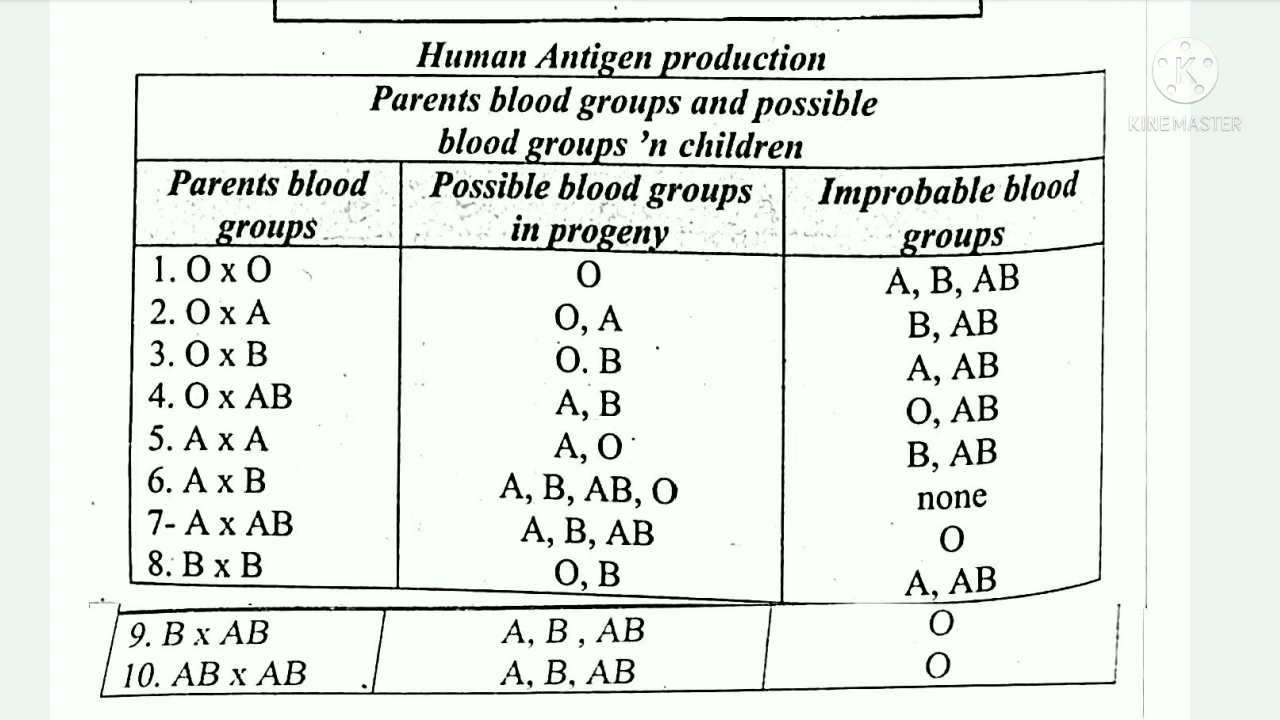 Human Antigen production
Parents blood groups and possible
blood groups 'n children
Parents blood groups Possible blood groups in progeny Improbable blood groups
1. O x O O A, B, AB
2. O x A O, A B, AB
3. O x B O. B A, AB
4. O x AB A, B O, AB
5. A x A A, O B, AB
6. A x B A, B, AB, O none
7- A x AB A, B, AB O
8. B x B O, B A, AB
9. B x AB A, B , AB O
10. AB x AB A, B, AB O
KINEMASTER